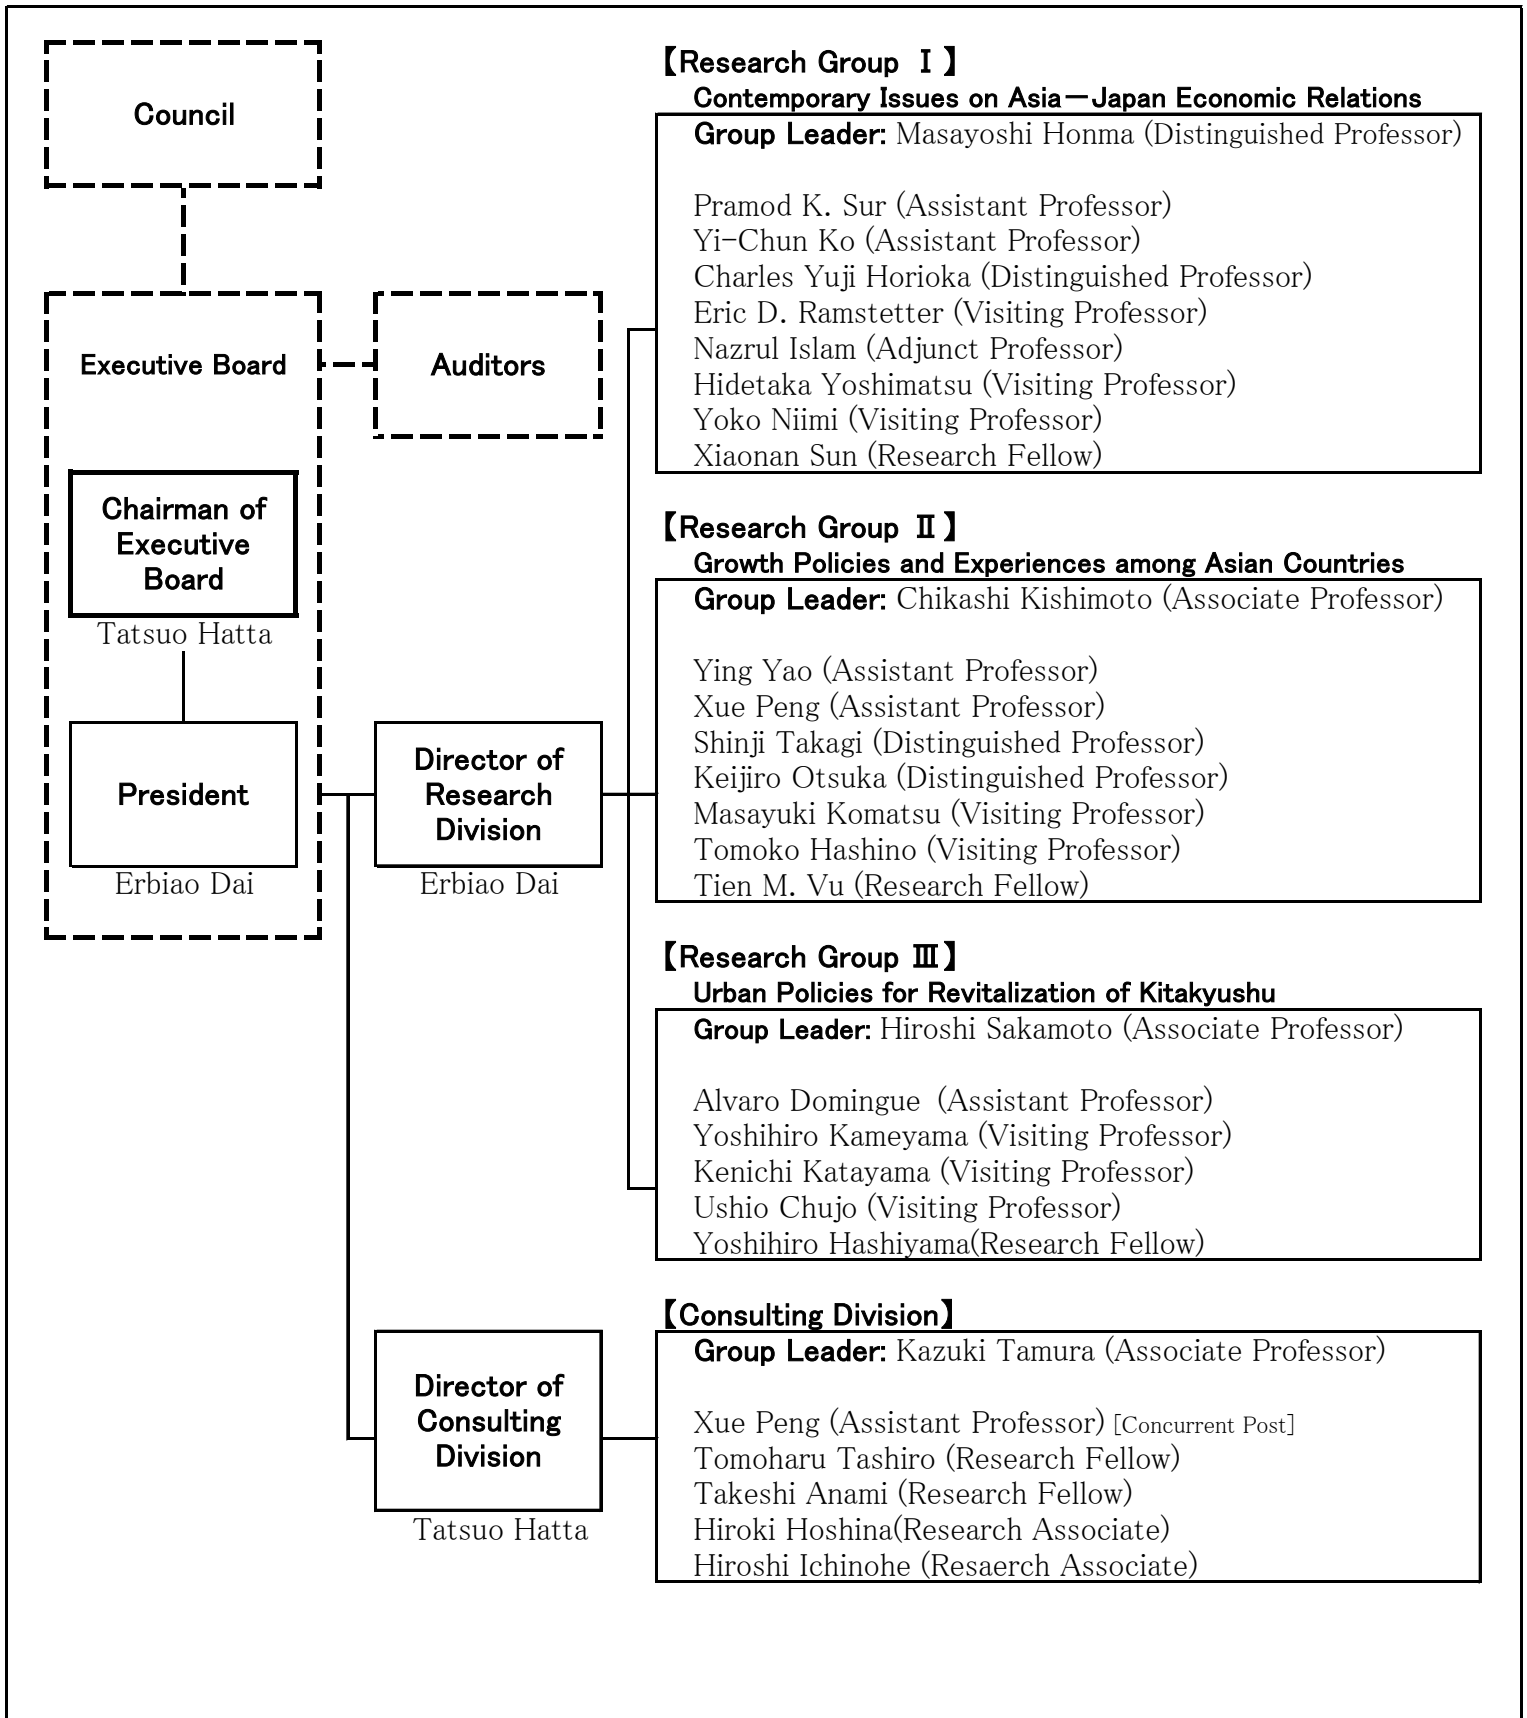 Council
Executive Board
Auditors
Chairman of
Executive
Board
Tatsuo Hatta
President
Erbiao Dai
Director of
Research
Division
Erbiao Dai
Director of
Consulting
Division
Tatsuo Hatta
【Research Group Ⅰ】
Contemporary Issues on Asia－Japan Economic Relations
Group Leader: Masayoshi Honma (Distinguished Professor)
Pramod K. Sur (Assistant Professor)
Yi-Chun Ko (Assistant Professor)
Charles Yuji Horioka (Distinguished Professor)
Eric D. Ramstetter (Visiting Professor)
Nazrul Islam (Adjunct Professor)
Hidetaka Yoshimatsu (Visiting Professor)
Yoko Niimi (Visiting Professor)
Xiaonan Sun (Research Fellow)
【Research Group Ⅱ】
Growth Policies and Experiences among Asian Countries
Group Leader: Chikashi Kishimoto (Associate Professor)
Ying Yao (Assistant Professor)
Xue Peng (Assistant Professor)
Shinji Takagi (Distinguished Professor)
Keijiro Otsuka (Distinguished Professor)
Masayuki Komatsu (Visiting Professor)
Tomoko Hashino (Visiting Professor)
Tien M. Vu (Research Fellow)
【Research Group Ⅲ】
Urban Policies for Revitalization of Kitakyushu
Group Leader: Hiroshi Sakamoto (Associate Professor)
Alvaro Domingue (Assistant Professor)
Yoshihiro Kameyama (Visiting Professor)
Kenichi Katayama (Visiting Professor)
Ushio Chujo (Visiting Professor)
Yoshihiro Hashiyama(Research Fellow)
【Consulting Division】
Group Leader: Kazuki Tamura (Associate Professor)
Xue Peng (Assistant Professor) [Concurrent Post]
Tomoharu Tashiro (Research Fellow)
Takeshi Anami (Research Fellow)
Hiroki Hoshina(Research Associate)
Hiroshi Ichinohe (Resaerch Associate)